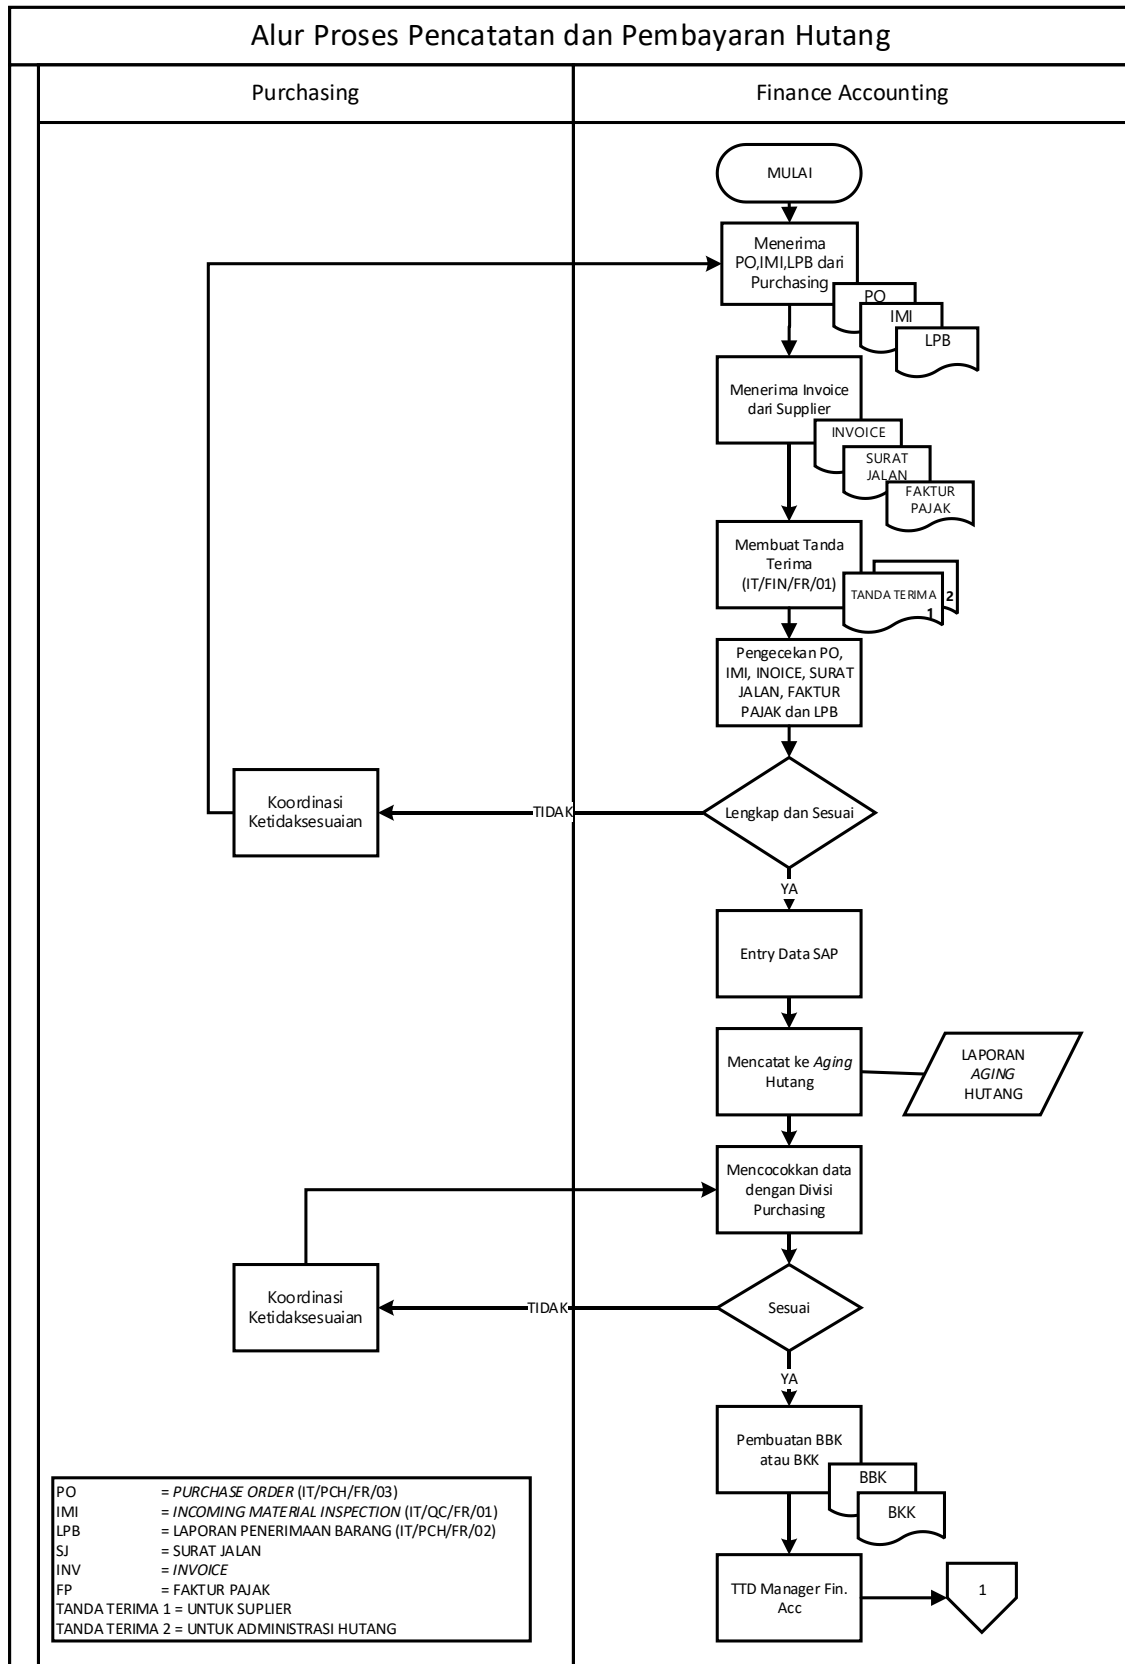 Alur Proses Pencatatan dan Pembayaran Hutang
Purchasing
Finance Accounting
MULAI
Menerima
PO,IMI,LPB dari
Purchasing
PO
IMI
LPB
Menerima Invoice
dari Supplier
INVOICE
SURAT
JALAN
FAKTUR
PAJAK
Membuat Tanda
Terima
(IT/FIN/FR/01)
TANDA TERIMA
1
2
Pengecekan PO,
IMI, INOICE, SURAT
JALAN, FAKTUR
PAJAK dan LPB
Lengkap dan Sesuai
TIDAK
Koordinasi
Ketidaksesuaian
YA
Entry Data SAP
Mencatat ke Aging
Hutang
LAPORAN
AGING
HUTANG
Mencocokkan data
dengan Divisi
Purchasing
Sesuai
TIDAK
Koordinasi
Ketidaksesuaian
YA
Pembuatan BBK
atau BKK
BBK
BKK
TTD Manager Fin.
Acc
1
PO = PURCHASE ORDER (IT/PCH/FR/03)
IMI = INCOMING MATERIAL INSPECTION (IT/QC/FR/01)
LPB = LAPORAN PENERIMAAN BARANG (IT/PCH/FR/02)
SJ = SURAT JALAN
INV = INVOICE
FP = FAKTUR PAJAK
TANDA TERIMA 1 = UNTUK SUPLIER
TANDA TERIMA 2 = UNTUK ADMINISTRASI HUTANG